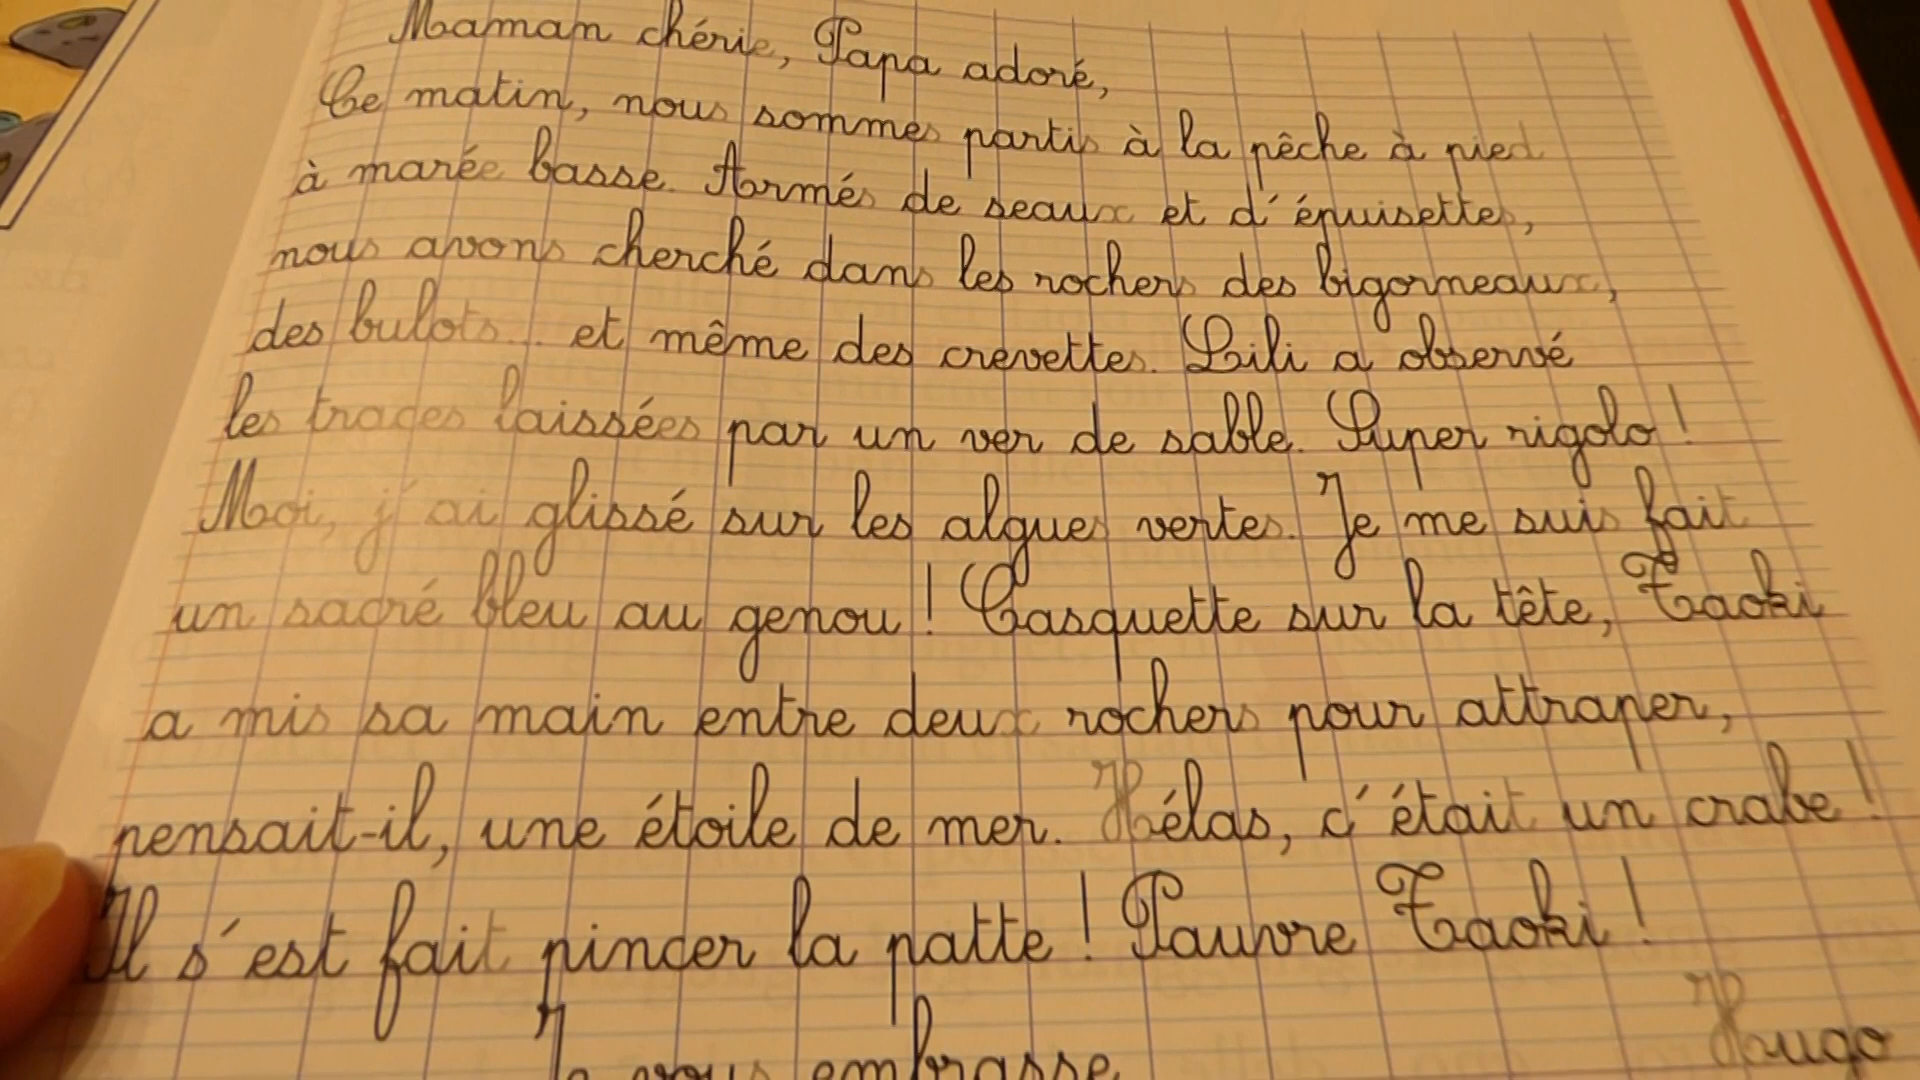 Maman chérie, Papa adoré,
Ce matin, nous sommes partis à la pêche à pied
à marée basse. Armés de seaux et d'épuisettes,
nous avons cherché dans les rochers des bigorneaux,
des bulots... et même des crevettes. Lili a observé
les traces laissées par un ver de sable. Super rigolo !
Moi, j'ai glissé sur les algues vertes. Je me suis fait
un sacré bleu au genou ! Casquette sur la tête, Taoki
a mis sa main entre deux rochers pour attraper,
pensait-il, une étoile de mer. Hélas, c'était un crabe !
Il s'est fait pincer la patte ! Pauvre Taoki !
Je vous embrasse
Hugo